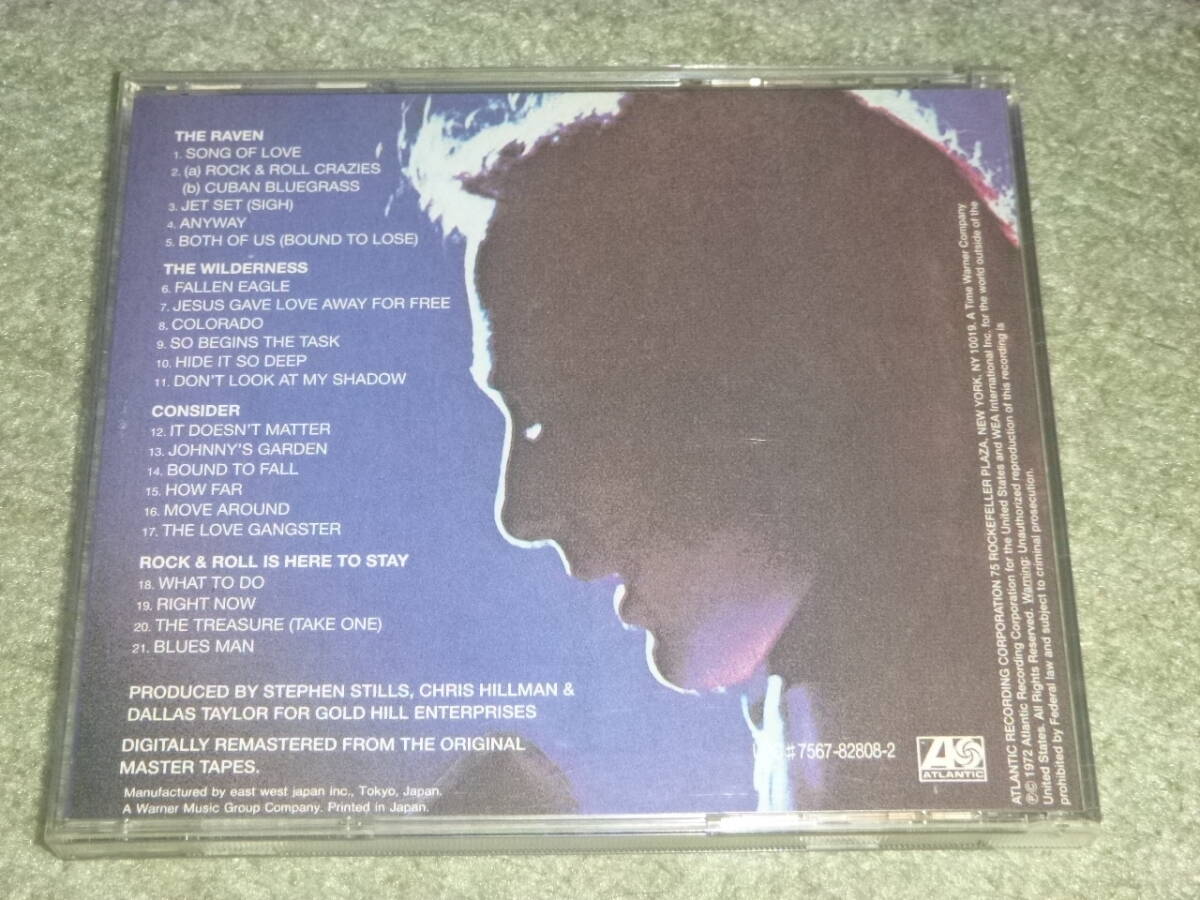 THE RAVEN
1. SONG OF LOVE
2. (a) ROCK & ROLL CRAZIES
(b) CUBAN BLUEGRASS
3. JET SET (SIGH)
4. ANYWAY
5. BOTH OF US (BOUND TO LOSE)
THE WILDERNESS
6. FALLEN EAGLE
7. JESUS GAVE LOVE AWAY FOR FREE
8. COLORADO
9. SO BEGINS THE TASK
10. HIDE IT SO DEEP
11. DON'T LOOK AT MY SHADOW
CONSIDER
12. IT DOESN'T MATTER
13. JOHNNY'S GARDEN
14. BOUND TO FALL
15. HOW FAR
16. MOVE AROUND
17. THE LOVE GANGSTER
ROCK & ROLL IS HERE TO STAY
18. WHAT TO DO
19. RIGHT NOW
20. THE TREASURE (TAKE ONE)
21. BLUES MAN
PRODUCED BY STEPHEN STILLS, CHRIS HILLMAN &
DALLAS TAYLOR FOR GOLD HILL ENTERPRISES
DIGITALLY REMASTERED FROM THE ORIGINAL
MASTER TAPES.
Manufactured by east west japan inc., Tokyo, Japan.
A Warner Music Group Company. Printed in Japan.
♯7567-82808-2
ATLANTIC
ATLANTIC RECORDING CORPORATION 75 ROCKEFELLER PLAZA, NEW YORK, NY 10019. A Time Warner Company
℗© 1972 Atlantic Recording Corporation for the United States and WEA International Inc. for the world outside of the
United States. All Rights Reserved. Warning: Unauthorized reproduction of this recording is
prohibited by Federal law and subject to criminal prosecution.